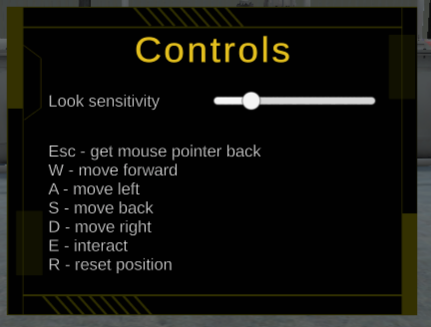 Controls
Look sensitivity
Esc - get mouse pointer back
W - move forward
A - move left
S - move back
D - move right
E - interact
R - reset position